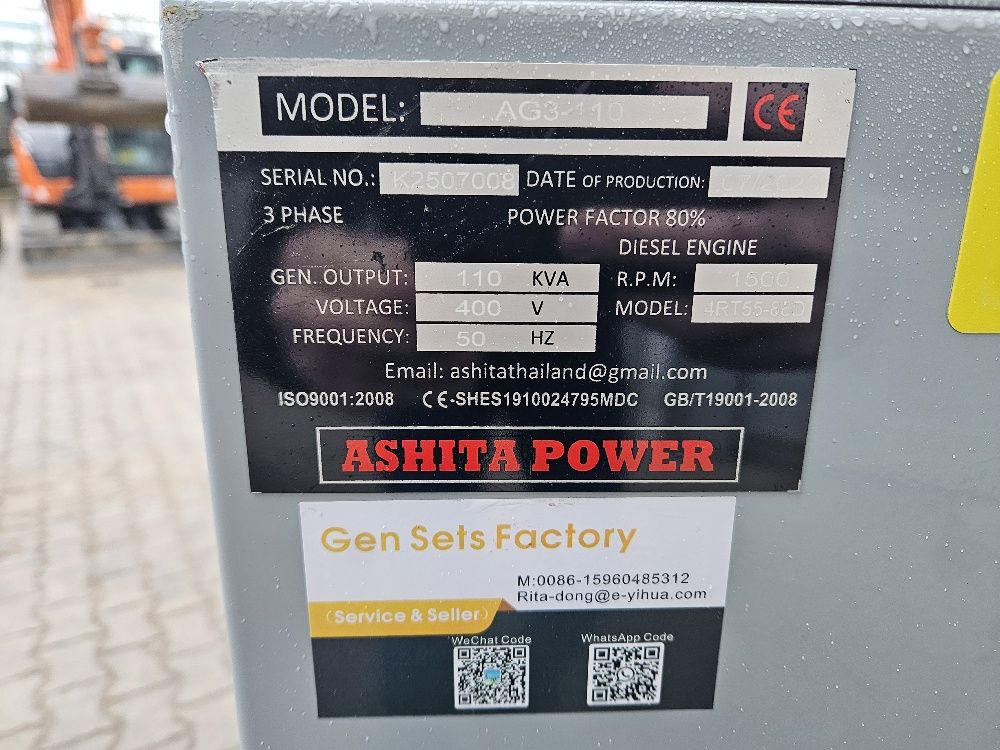 MODEL: AG3-110 CE
SERIAL NO.: K2507008 DATE OF PRODUCTION:
3 PHASE POWER FACTOR 80%
DIESEL ENGINE
GEN. OUTPUT: 110 KVA R.P.M: 1500
VOLTAGE: 400 V MODEL:
FREQUENCY: 50 HZ
Email: ashitathailand@gmail.com
ISO9001:2008 CE-SHES1910024795MDC GB/T19001-2008
ASHITA POWER
Gen Sets Factory
M:0086-15960485312
Rita-dong@e-yihua.com
(Service & Seller)
WeChat Code WhatsApp Code